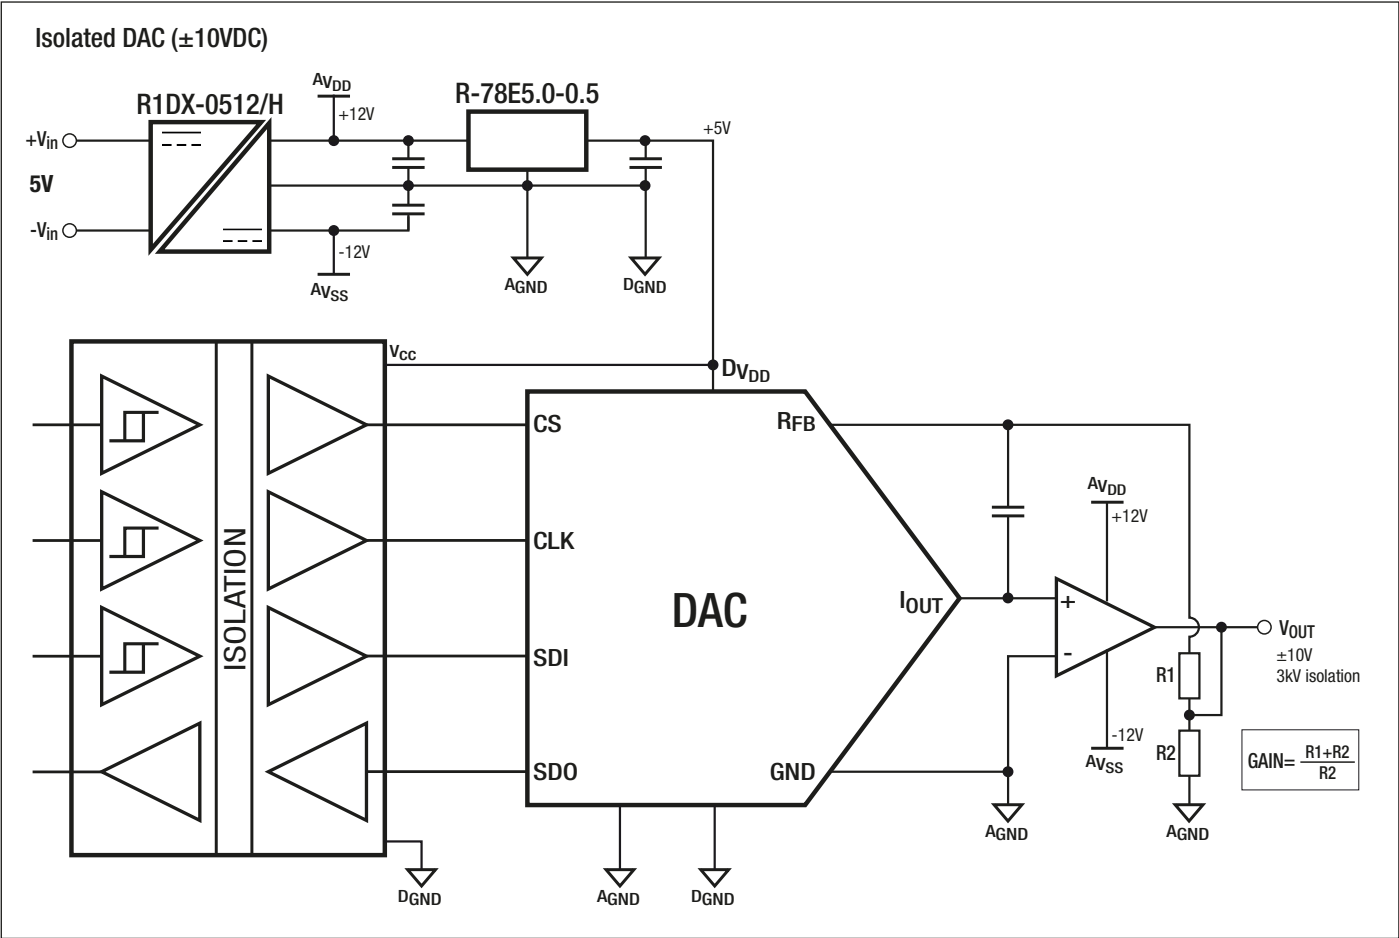 Isolated DAC (±10VDC)
AVDD
R1DX-0512/H
+12V
R-78E5.0-0.5
+5V
+Vin
5V
-Vin
-12V
AVSS
AGND
DGND
VCC
DVDD
CS
RFB
CLK
AVDD
+12V
ISOLATION
DAC
IOUT
+
-
VOUT
±10V
3kV isolation
SDI
R1
-12V
AVSS
R2
GAIN= R1+R2
R2
SDO
GND
AGND
AGND
DGND
AGND
DGND